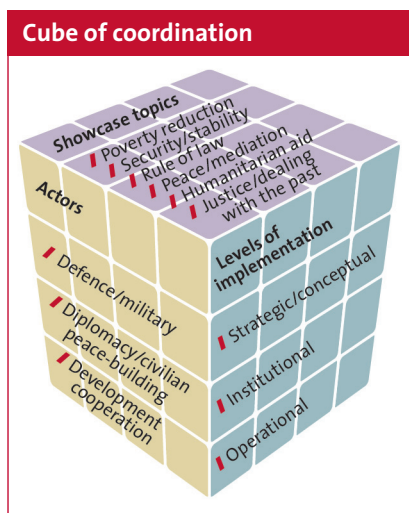 Cube of coordination
Showcase topics
Poverty reduction
Security/stability
Rule of law
Peace/mediation
Humanitarian aid
Justice/dealing
with the past
Actors
Defence/military
Diplomacy/civilian
peace-building
Development
cooperation
Levels of
implementation
Strategic/conceptual
Institutional
Operational